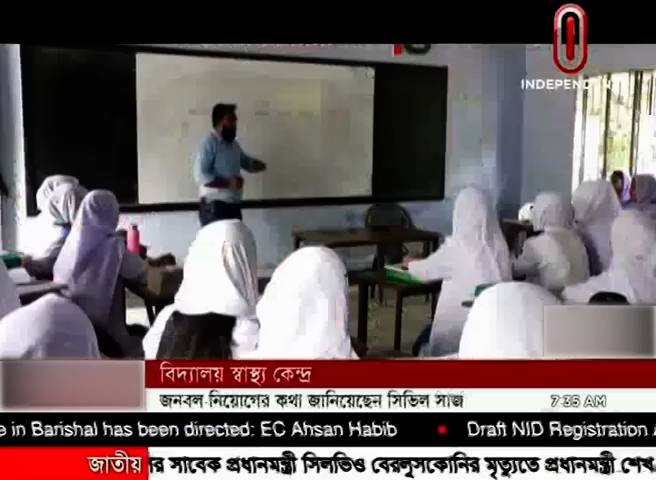 INDEPENDENT
বিদ্যালয় স্বাস্থ্য কেন্দ্র
জনবল নিয়োগের কথা জানিয়েছেন সিভিল সার্জ
7:35 AM
e in Barishal has been directed: EC Ahsan Habib ■ Draft NID Registration
জাতীয় র সাবেক প্রধানমন্ত্রী সিলভিও বেরলুসকোনির মৃত্যুতে প্রধানমন্ত্রী শেখ